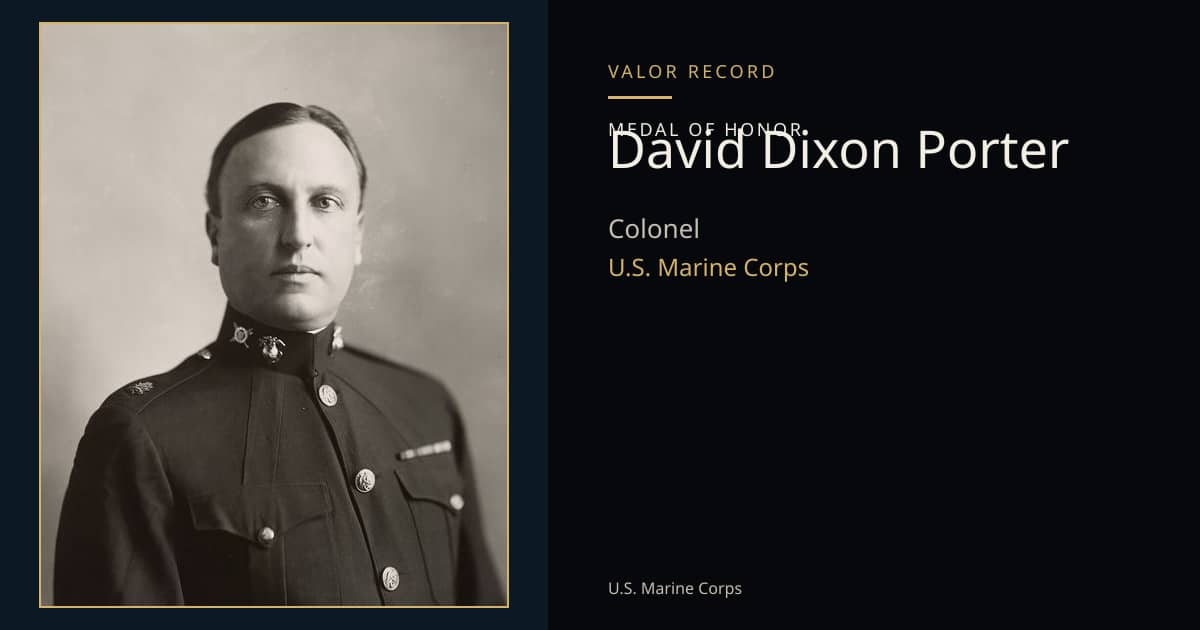 VALOR RECORD
MEDAL OF HONOR
David Dixon Porter
Colonel
U.S. Marine Corps
U.S. Marine Corps